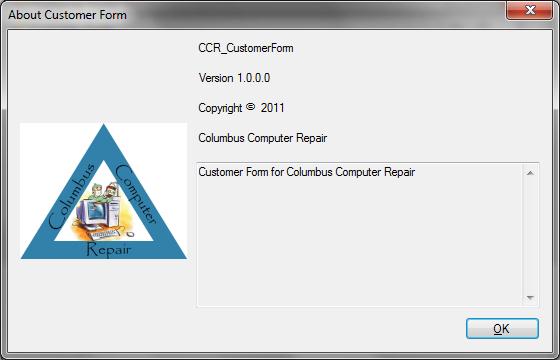 About Customer Form
CCR_CustomerForm
Version 1.0.0.0
Copyright © 2011
Columbus Computer Repair
Customer Form for Columbus Computer Repair
Columbus
Computer
Repair
OK